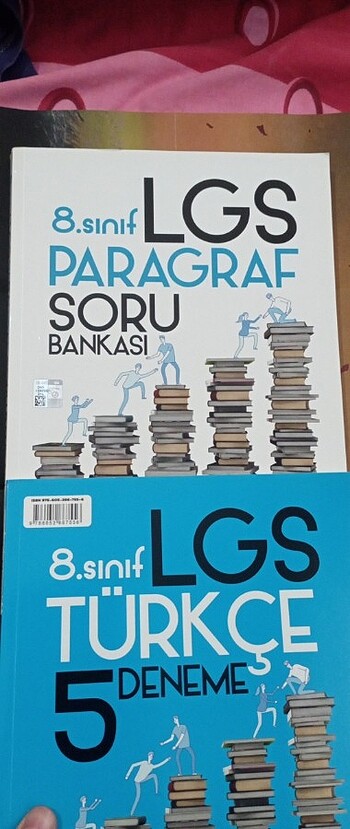 8.sınıf LGS
PARAGRAF
SORU
BANKASI
8.sınıf LGS
TÜRKÇE
5 DENEME